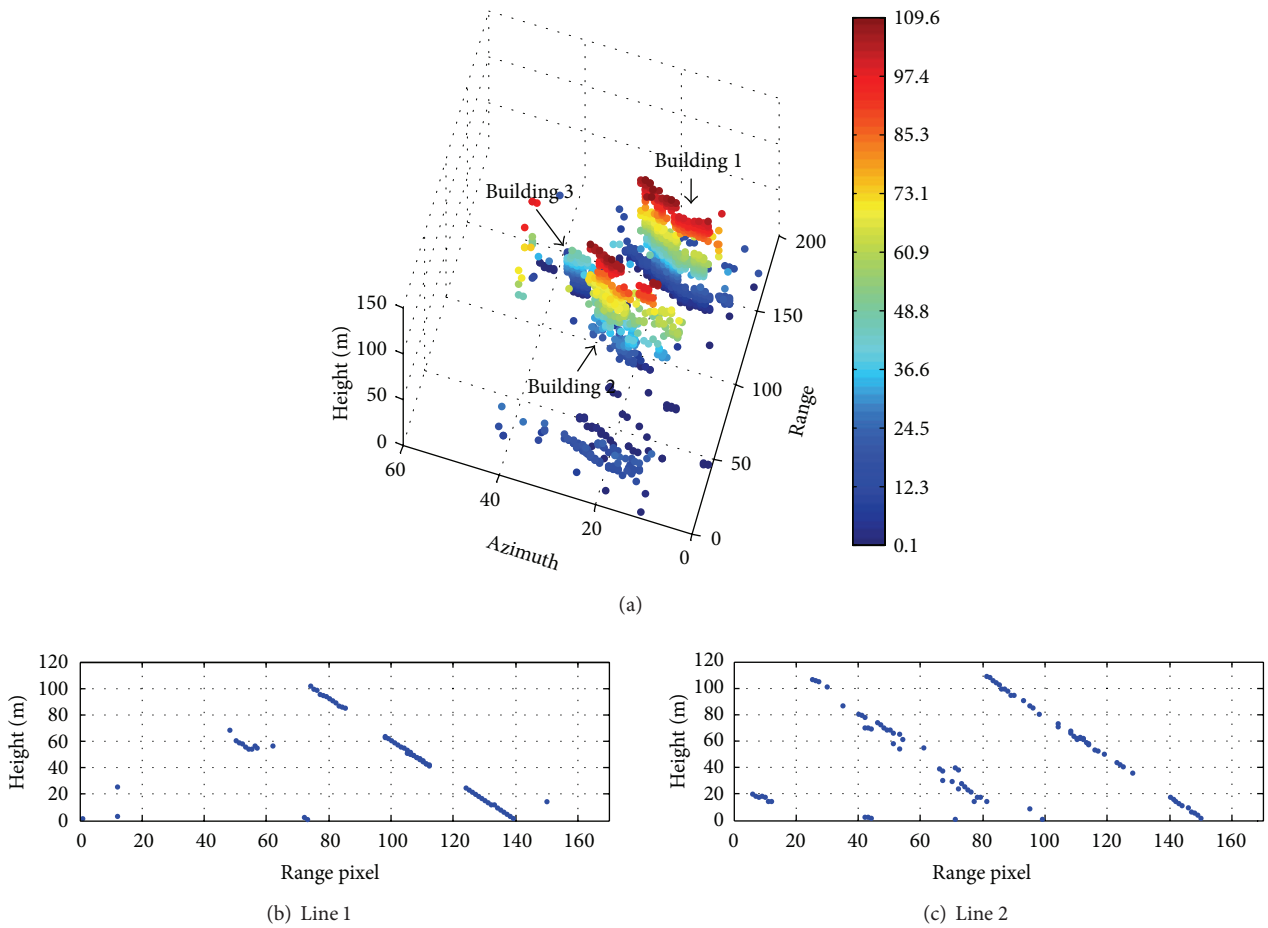 109.6
97.4
85.3
73.1
60.9
48.8
36.6
24.5
12.3
0.1
Building 1
Building 3
Building 2
150
100
50
0
Height (m)
60
40
20
0
Azimuth
0
50
100
150
200
Range
(a)
120
100
80
60
40
20
0
Height (m)
0 20 40 60 80 100 120 140 160
Range pixel
(b) Line 1
120
100
80
60
40
20
0
Height (m)
0 20 40 60 80 100 120 140 160
Range pixel
(c) Line 2